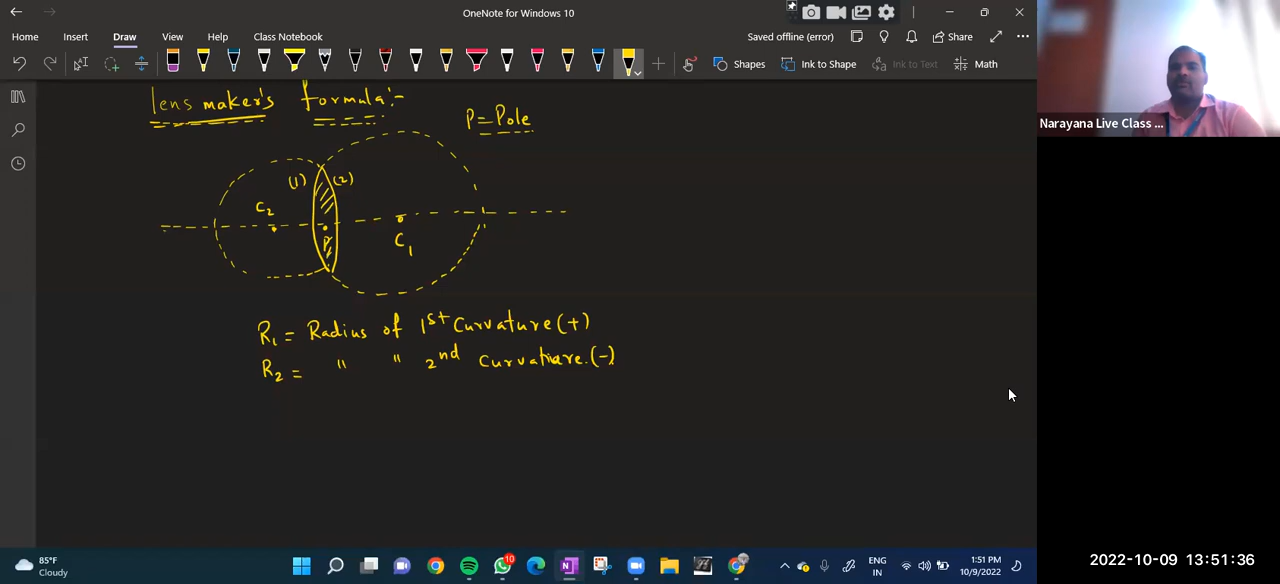 OneNote for Windows 10
Home Insert Draw View Help Class Notebook
Saved offline (error) Share
Shapes Ink to Shape Ink to Text Math
lens maker's formula:-
P=Pole
(1) (2)
C2
P
C1
R1 = Radius of 1st Curvature (+)
R2 = " " 2nd Curvature. (-)
Narayana Live Class ...
85°F
Cloudy
10
ENG
IN
1:51 PM
10/9/2022
2022-10-09 13:51:36